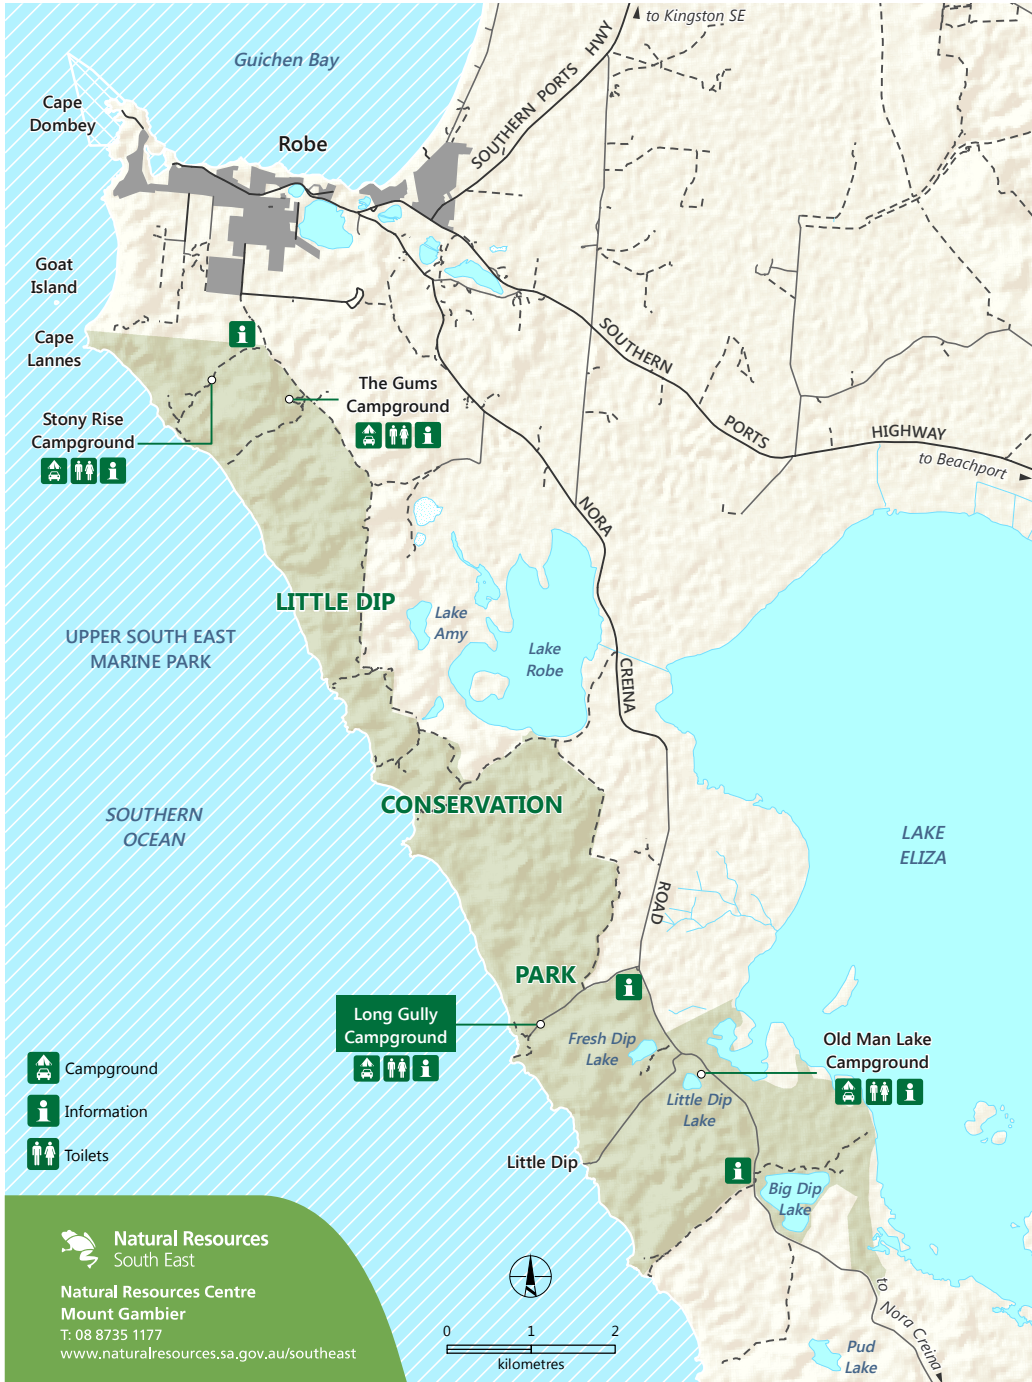 to Kingston SE
Guichen Bay
SOUTHERN PORTS HWY
Cape
Dombey
Robe
Goat
Island
Cape
Lannes
SOUTHERN
PORTS
HIGHWAY
to Beachport
The Gums
Campground
Stony Rise
Campground
NORA
LITTLE DIP
Lake
Amy
UPPER SOUTH EAST
MARINE PARK
Lake
Robe
CREINA
CONSERVATION
SOUTHERN
OCEAN
LAKE
ELIZA
ROAD
PARK
Long Gully
Campground
Fresh Dip
Lake
Old Man Lake
Campground
Little Dip
Lake
Campground
Information
Toilets
Little Dip
Big Dip
Lake
Natural Resources
South East
Natural Resources Centre
Mount Gambier
T: 08 8735 1177
www.naturalresources.sa.gov.au/southeast
0 1 2
kilometres
to Nora Creina
Pud
Lake